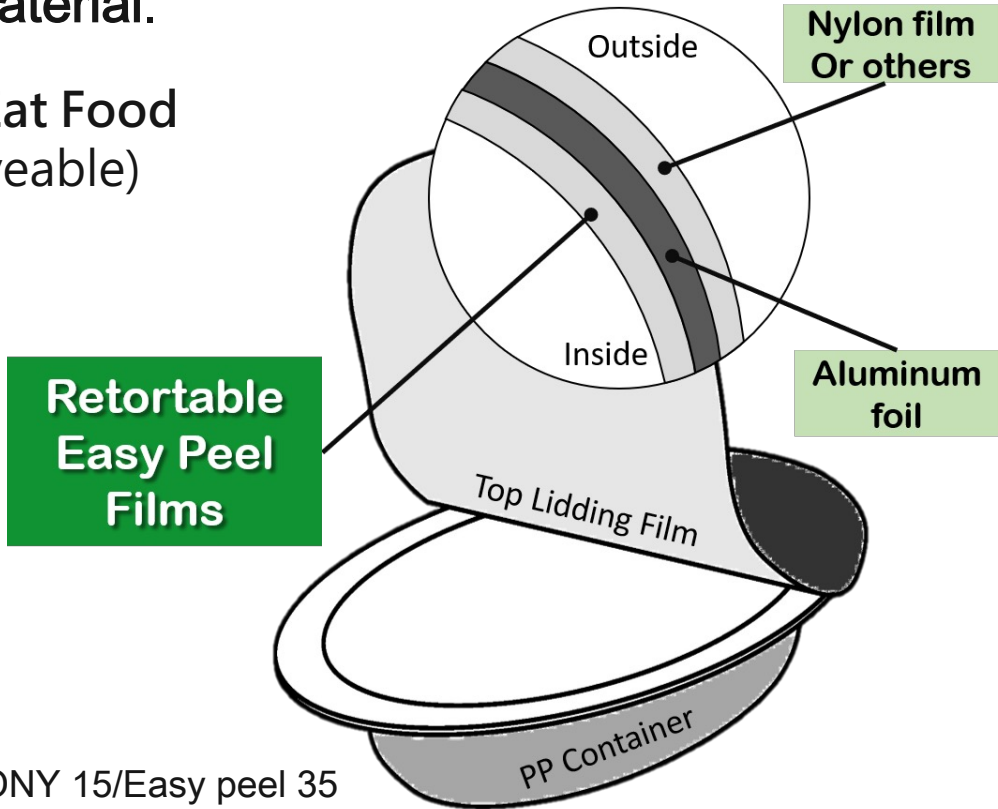 aterial.
at Food
veable)
Outside
Nylon film
Or others
Inside
Aluminum
foil
Retortable
Easy Peel
Films
Top Lidding Film
PP Container
ONY 15/Easy peel 35